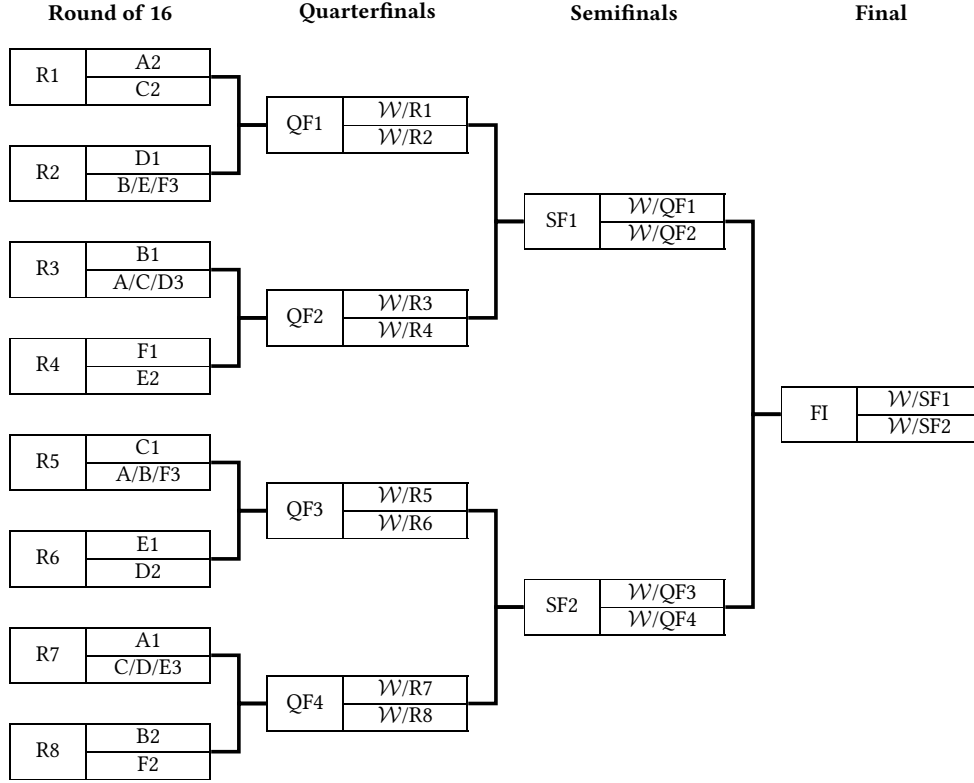 Round of 16 Quarterfinals Semifinals Final
R1
A2
C2
QF1
𝒲/R1
𝒲/R2
R2
D1
B/E/F3
SF1
𝒲/QF1
𝒲/QF2
R3
B1
A/C/D3
QF2
𝒲/R3
𝒲/R4
R4
F1
E2
FI
𝒲/SF1
𝒲/SF2
R5
C1
A/B/F3
QF3
𝒲/R5
𝒲/R6
R6
E1
D2
SF2
𝒲/QF3
𝒲/QF4
R7
A1
C/D/E3
QF4
𝒲/R7
𝒲/R8
R8
B2
F2